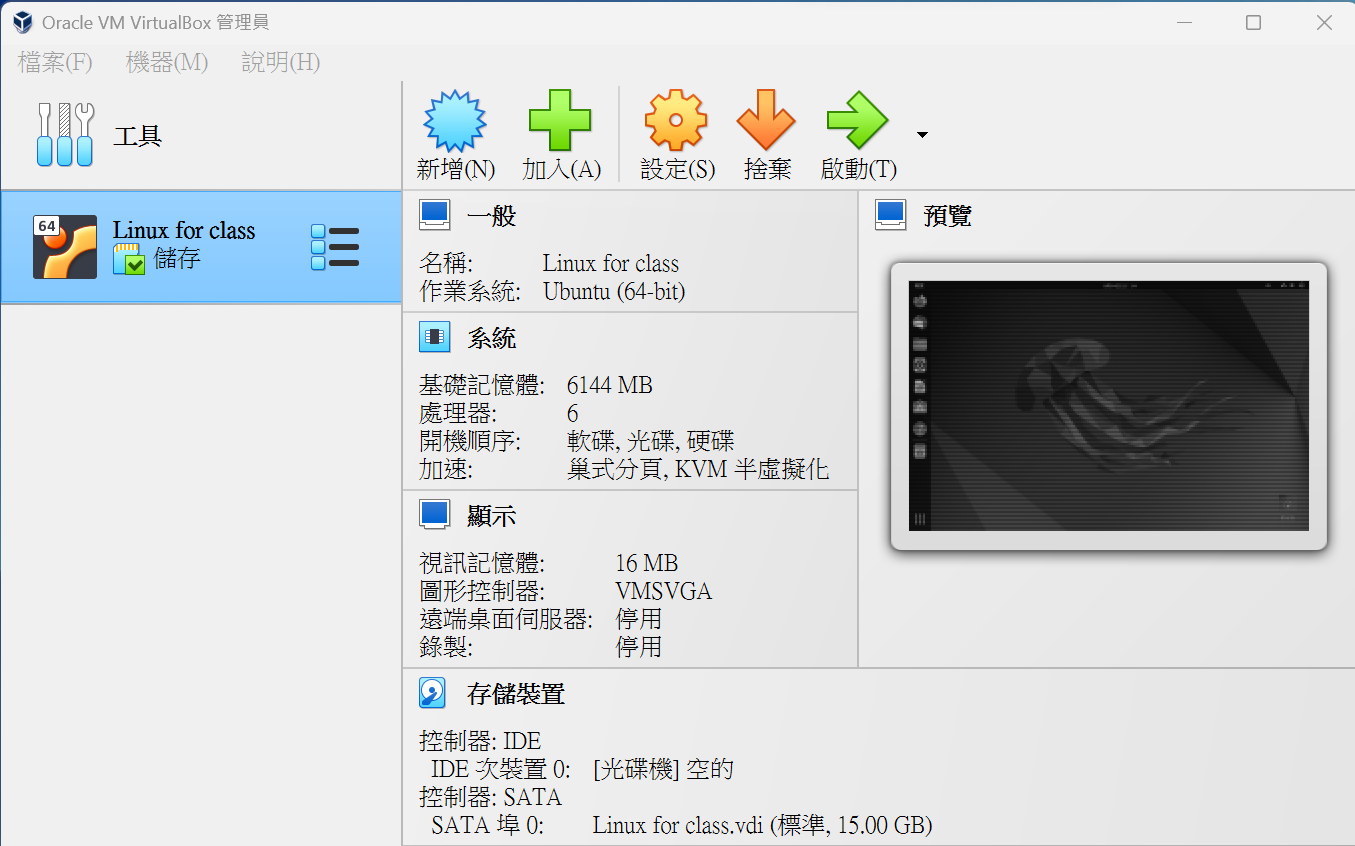 Oracle VM VirtualBox 管理員
檔案(F) 機器(M) 說明(H)
工具
新增(N) 加入(A) 設定(S) 捨棄 啟動(T)
64
Linux for class
儲存
一般
名稱: Linux for class
作業系統: Ubuntu (64-bit)
系統
基礎記憶體: 6144 MB
處理器: 6
開機順序: 軟碟, 光碟, 硬碟
加速: 巢式分頁, KVM 半虛擬化
顯示
視訊記憶體: 16 MB
圖形控制器: VMSVGA
遠端桌面伺服器: 停用
錄製: 停用
預覽
存儲裝置
控制器: IDE
IDE 次裝置 0: [光碟機] 空的
控制器: SATA
SATA 埠 0: Linux for class.vdi (標準, 15.00 GB)